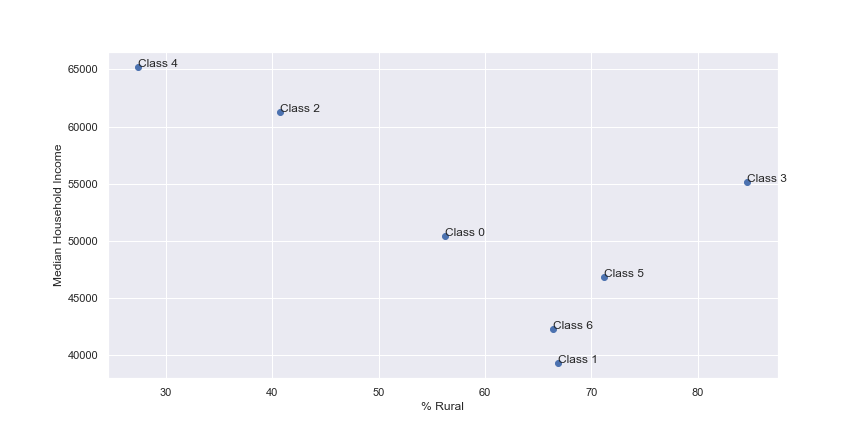 65000
60000
55000
50000
45000
40000
Median Household Income
Class 4
Class 2
Class 3
Class 0
Class 5
Class 6
Class 1
30
40
50
60
70
80
% Rural